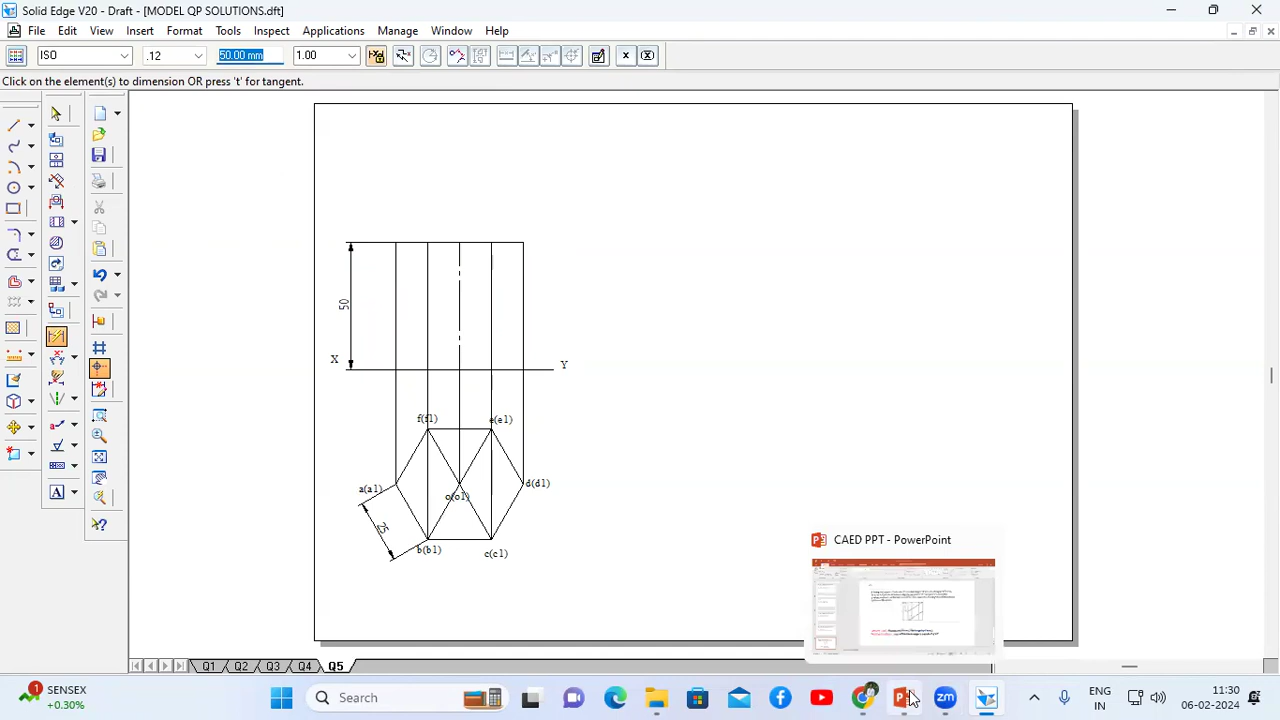 Solid Edge V20 - Draft - [MODEL QP SOLUTIONS.dft]
File Edit View Insert Format Tools Inspect Applications Manage Window Help
ISO .12 50.00 mm 1.00
Click on the element(s) to dimension OR press 't' for tangent.
50
X
Y
f(f1) e(e1)
a(a1) d(d1)
o(o1)
25
b(b1) c(c1)
CAED PPT - PowerPoint
Q1 Q2 Q3 Q4 Q5
SENSEX
+0.30%
1
Search
zm
ENG
IN
11:30
06-02-2024